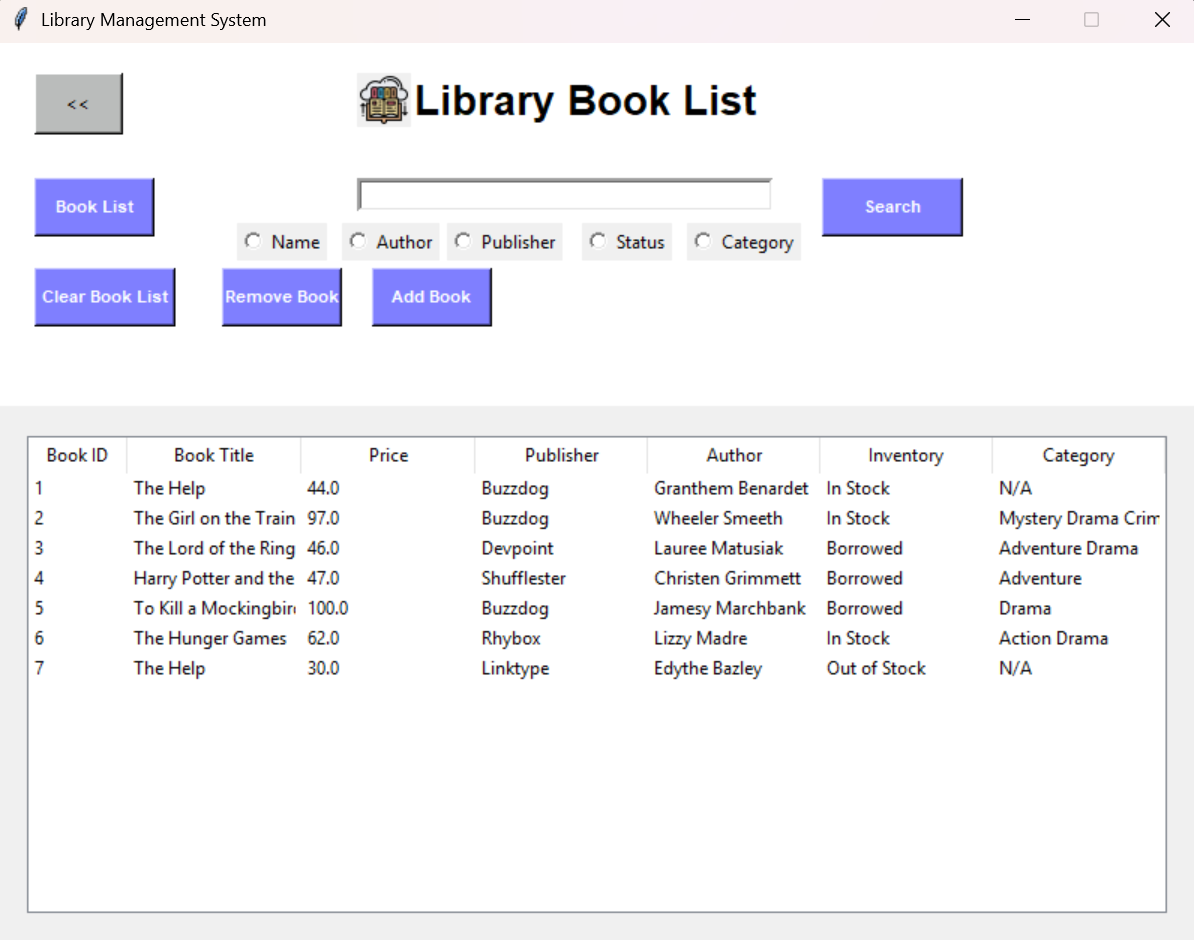 Library Management System
<<
Library Book List
Book List
Search
Name Author Publisher Status Category
Clear Book List Remove Book Add Book
Book ID Book Title Price Publisher Author Inventory Category
1 The Help 44.0 Buzzdog Granthem Benardet In Stock N/A
2 The Girl on the Train 97.0 Buzzdog Wheeler Smeeth In Stock Mystery Drama Crim
3 The Lord of the Ring 46.0 Devpoint Lauree Matusiak Borrowed Adventure Drama
4 Harry Potter and the 47.0 Shufflester Christen Grimmett Borrowed Adventure
5 To Kill a Mockingbir 100.0 Buzzdog Jamesy Marchbank Borrowed Drama
6 The Hunger Games 62.0 Rhybox Lizzy Madre In Stock Action Drama
7 The Help 30.0 Linktype Edythe Bazley Out of Stock N/A